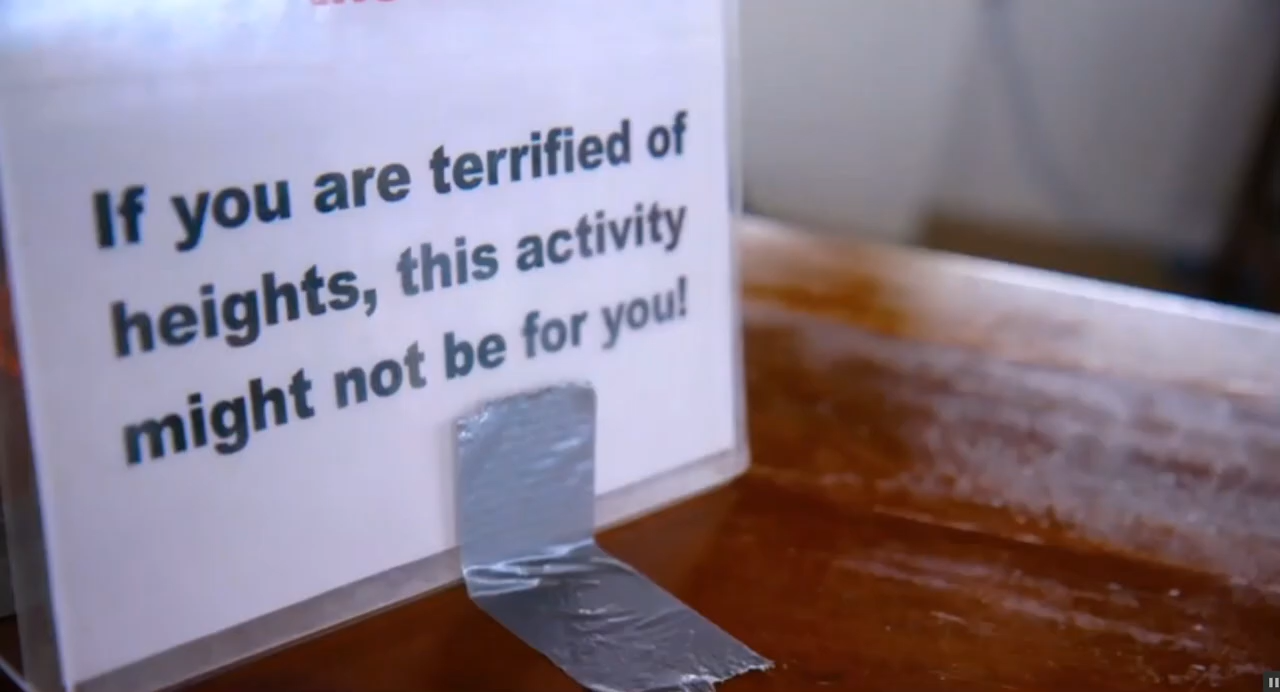 If you are terrified of
heights, this activity
might not be for you!